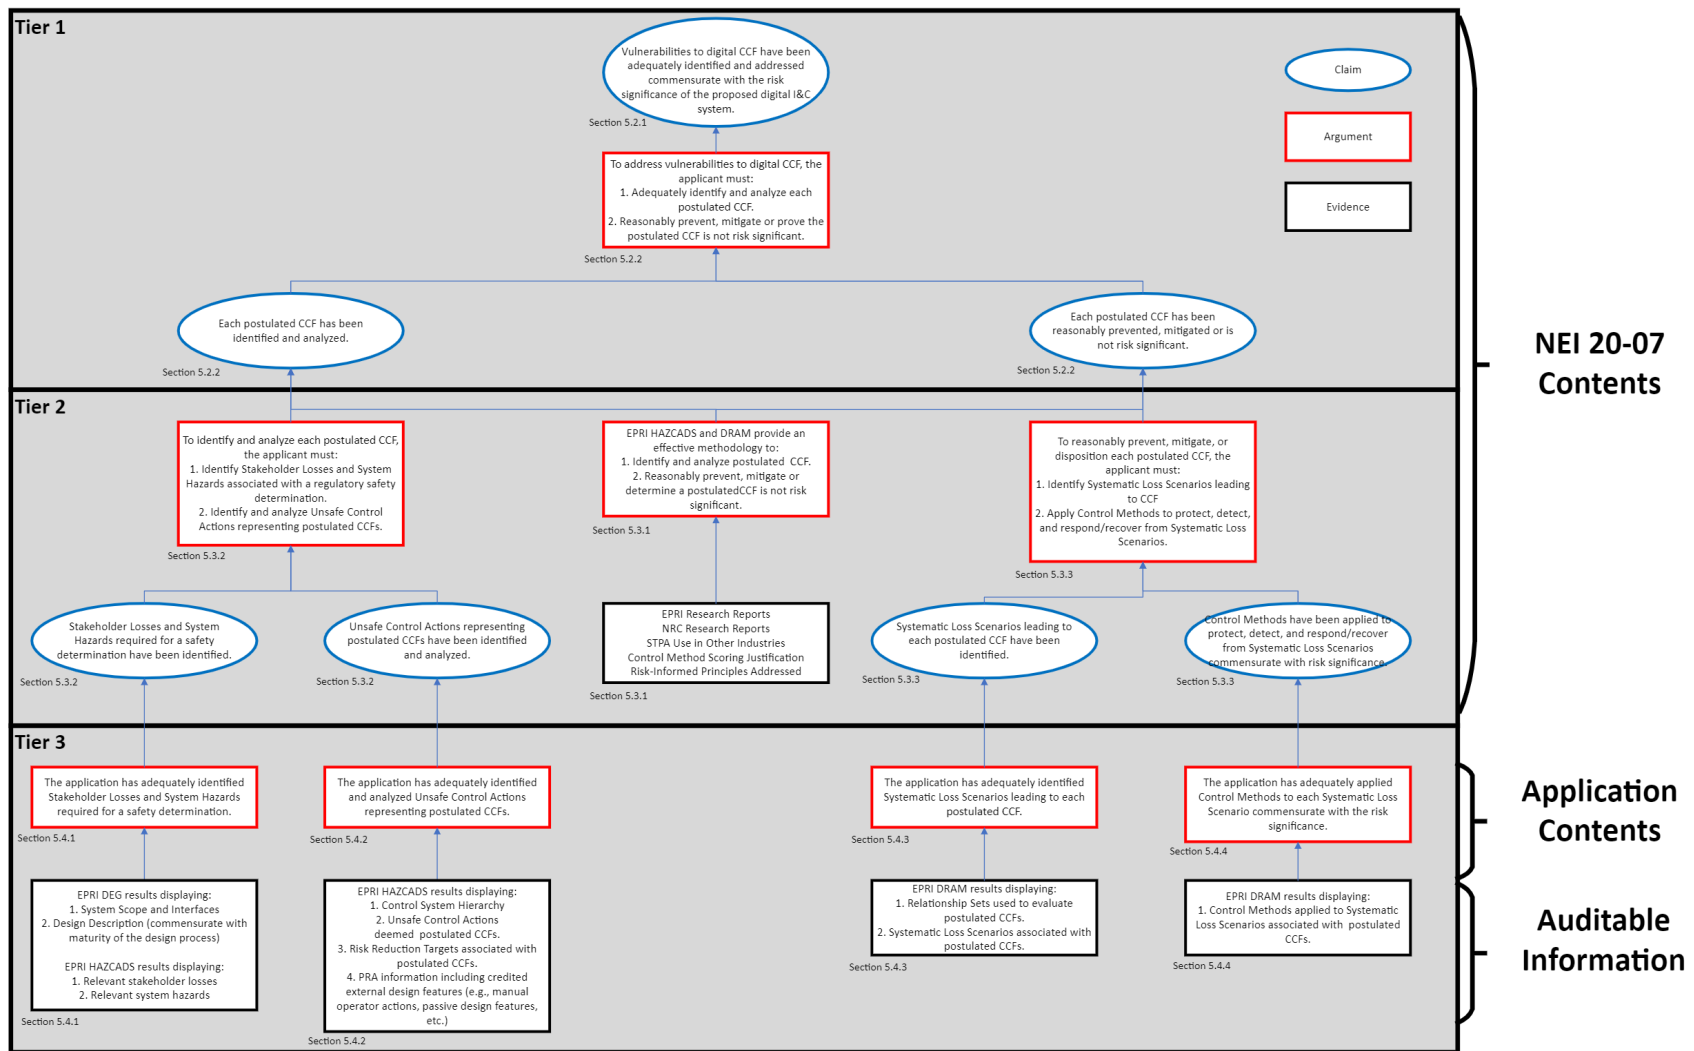 Tier 1
Vulnerabilities to digital CCF have been
adequately identified and addressed
commensurate with the risk
significance of the proposed digital I&C
system.
Section 5.2.1
Claim
Argument
Evidence
To address vulnerabilities to digital CCF, the
applicant must:
1. Adequately identify and analyze each
postulated CCF.
2. Reasonably prevent, mitigate or prove the
postulated CCF is not risk significant.
Section 5.2.2
Each postulated CCF has been
identified and analyzed.
Section 5.2.2
Each postulated CCF has been
reasonably prevented, mitigated or is
not risk significant.
Section 5.2.2
NEI 20-07
Contents
Tier 2
To identify and analyze each postulated CCF,
the applicant must:
1. Identify Stakeholder Losses and System
Hazards associated with a regulatory safety
determination.
2. Identify and analyze Unsafe Control
Actions representing postulated CCFs.
Section 5.3.2
EPRI HAZCADS and DRAM provide an
effective methodology to:
1. Identify and analyze postulated  CCF.
2. Reasonably prevent, mitigate or
determine a postulatedCCF is not risk
significant.
Section 5.3.1
To reasonably prevent, mitigate, or
disposition each postulated CCF, the
applicant must:
1. Identify Systematic Loss Scenarios leading
to CCF
2. Apply Control Methods to protect, detect,
and respond/recover from Systematic Loss
Scenarios.
Section 5.3.3
Stakeholder Losses and System
Hazards required for a safety
determination have been identified.
Section 5.3.2
Unsafe Control Actions representing
postulated CCFs have been identified
and analyzed.
Section 5.3.2
EPRI Research Reports
NRC Research Reports
STPA Use in Other Industries
Control Method Scoring Justification
Risk-Informed Principles Addressed
Section 5.3.1
Systematic Loss Scenarios leading to
each postulated CCF have been
identified.
Section 5.3.3
Control Methods have been applied to
protect, detect, and respond/recover
from Systematic Loss Scenarios
commensurate with risk significance.
Section 5.3.3
Tier 3
The application has adequately identified
Stakeholder Losses and System Hazards
required for a safety determination.
Section 5.4.1
The application has adequately identified
and analyzed Unsafe Control Actions
representing postulated CCFs.
Section 5.4.2
The application has adequately identified
Systematic Loss Scenarios leading to each
postulated CCF.
Section 5.4.3
The application has adequately applied
Control Methods to each Systematic Loss
Scenario commensurate with the risk
significance.
Section 5.4.4
Application
Contents
EPRI DEG results displaying:
1. System Scope and Interfaces
2. Design Description (commensurate with
maturity of the design process)
EPRI HAZCADS results displaying:
1. Relevant stakeholder losses
2. Relevant system hazards
Section 5.4.1
EPRI HAZCADS results displaying:
1. Control System Hierarchy
2. Unsafe Control Actions
deemed  postulated CCFs.
3. Risk Reduction Targets associated with
postulated CCFs.
4. PRA information including credited
external design features (e.g., manual
operator actions, passive design features,
etc.)
Section 5.4.2
EPRI DRAM results displaying:
1. Relationship Sets used to evaluate
postulated CCFs.
2. Systematic Loss Scenarios associated with
postulated CCFs.
Section 5.4.3
EPRI DRAM results displaying:
1. Control Methods applied to Systematic
Loss Scenarios associated with  postulated
CCFs.
Section 5.4.4
Auditable
Information